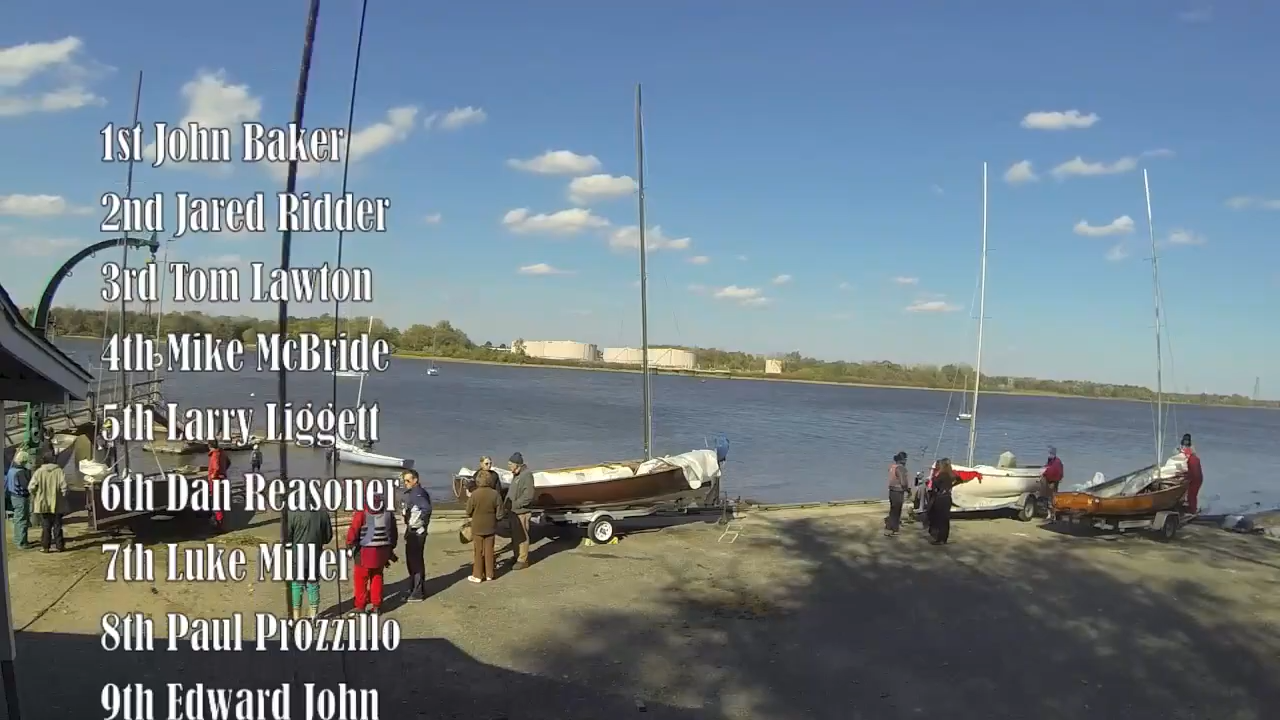 1st John Baker
2nd Jared Ridder
3rd Tom Lawton
4th Mike McBride
5th Larry Liggett
6th Dan Reasoner
7th Luke Miller
8th Paul Prozzillo
9th Edward John